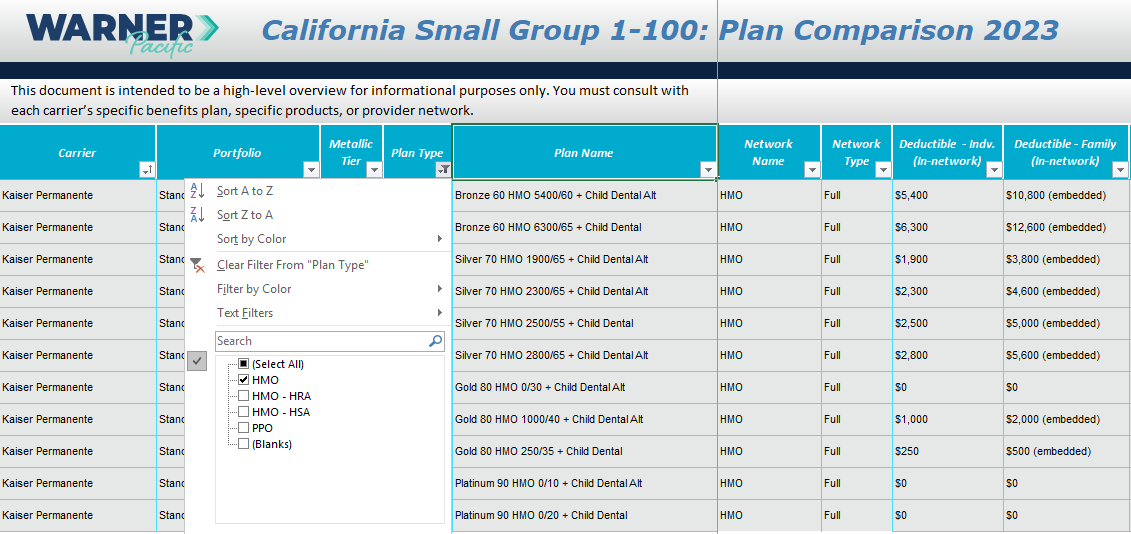 WARNER
Pacific
California Small Group 1-100: Plan Comparison 2023
This document is intended to be a high-level overview for informational purposes only. You must consult with
each carrier's specific benefits plan, specific products, or provider network.
Carrier Portfolio Metallic Tier Plan Type Plan Name Network Name Network Type Deductible - Indv. (In-network) Deductible - Family (In-network)
Kaiser Permanente Stanc Bronze 60 HMO 5400/60 + Child Dental Alt HMO Full $5,400 $10,800 (embedded)
Kaiser Permanente Stanc Bronze 60 HMO 6300/65 + Child Dental HMO Full $6,300 $12,600 (embedded)
Kaiser Permanente Stanc Silver 70 HMO 1900/65 + Child Dental Alt HMO Full $1,900 $3,800 (embedded)
Kaiser Permanente Stanc Silver 70 HMO 2300/65 + Child Dental Alt HMO Full $2,300 $4,600 (embedded)
Kaiser Permanente Stanc Silver 70 HMO 2500/55 + Child Dental HMO Full $2,500 $5,000 (embedded)
Kaiser Permanente Stanc Silver 70 HMO 2800/65 + Child Dental Alt HMO Full $2,800 $5,600 (embedded)
Kaiser Permanente Stanc Gold 80 HMO 0/30 + Child Dental Alt HMO Full $0 $0
Kaiser Permanente Stanc Gold 80 HMO 1000/40 + Child Dental Alt HMO Full $1,000 $2,000 (embedded)
Kaiser Permanente Stanc Gold 80 HMO 250/35 + Child Dental HMO Full $250 $500 (embedded)
Kaiser Permanente Stanc Platinum 90 HMO 0/10 + Child Dental Alt HMO Full $0 $0
Kaiser Permanente Stanc Platinum 90 HMO 0/20 + Child Dental HMO Full $0 $0
Sort A to Z
Sort Z to A
Sort by Color
Clear Filter From "Plan Type"
Filter by Color
Text Filters
Search
(Select All)
HMO
HMO - HRA
HMO - HSA
PPO
(Blanks)